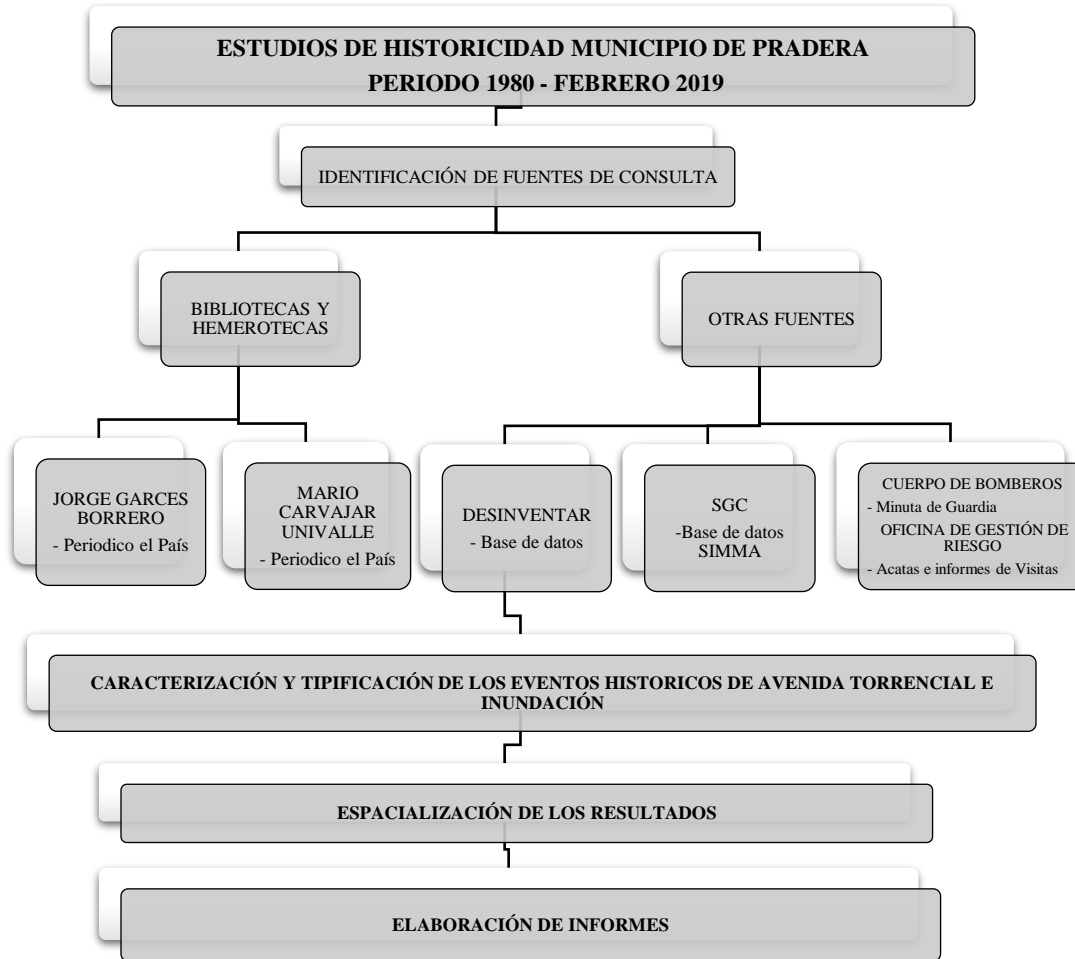 ESTUDIOS DE HISTORICIDAD MUNICIPIO DE PRADERA
PERIODO 1980 - FEBRERO 2019
IDENTIFICACIÓN DE FUENTES DE CONSULTA
BIBLIOTECAS Y
HEMEROTECAS
OTRAS FUENTES
JORGE GARCES
BORRERO
- Periodico el País
MARIO
CARVAJAR
UNIVALLE
- Periodico el País
DESINVENTAR
- Base de datos
SGC
-Base de datos
SIMMA
CUERPO DE BOMBEROS
- Minuta de Guardia
OFICINA DE GESTIÓN DE
RIESGO
- Acatas e informes de Visitas
CARACTERIZACIÓN Y TIPIFICACIÓN DE LOS EVENTOS HISTORICOS DE AVENIDA TORRENCIAL E
INUNDACIÓN
ESPACIALIZACIÓN DE LOS RESULTADOS
ELABORACIÓN DE INFORMES